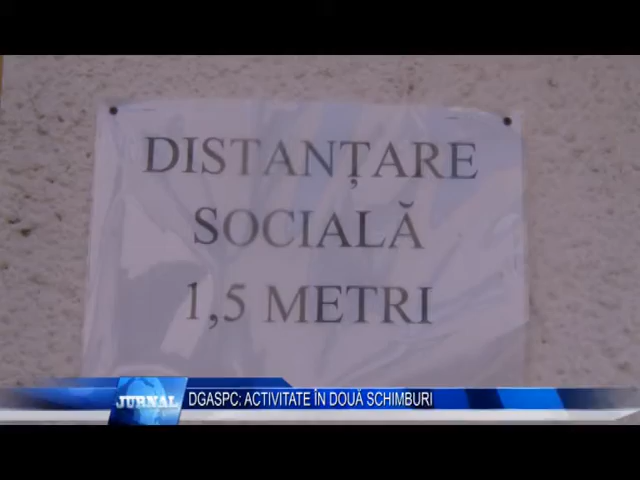 DISTANȚARE
SOCIALĂ
1,5 METRI
JURNAL
DGASPC: ACTIVITATE ÎN DOUĂ SCHIMBURI